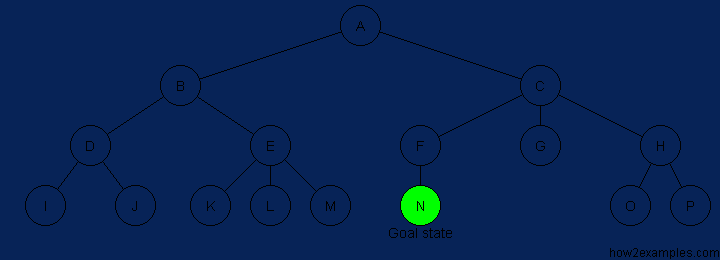 A
B C
D E F G H
I J K L M N O P
Goal state
how2examples.com